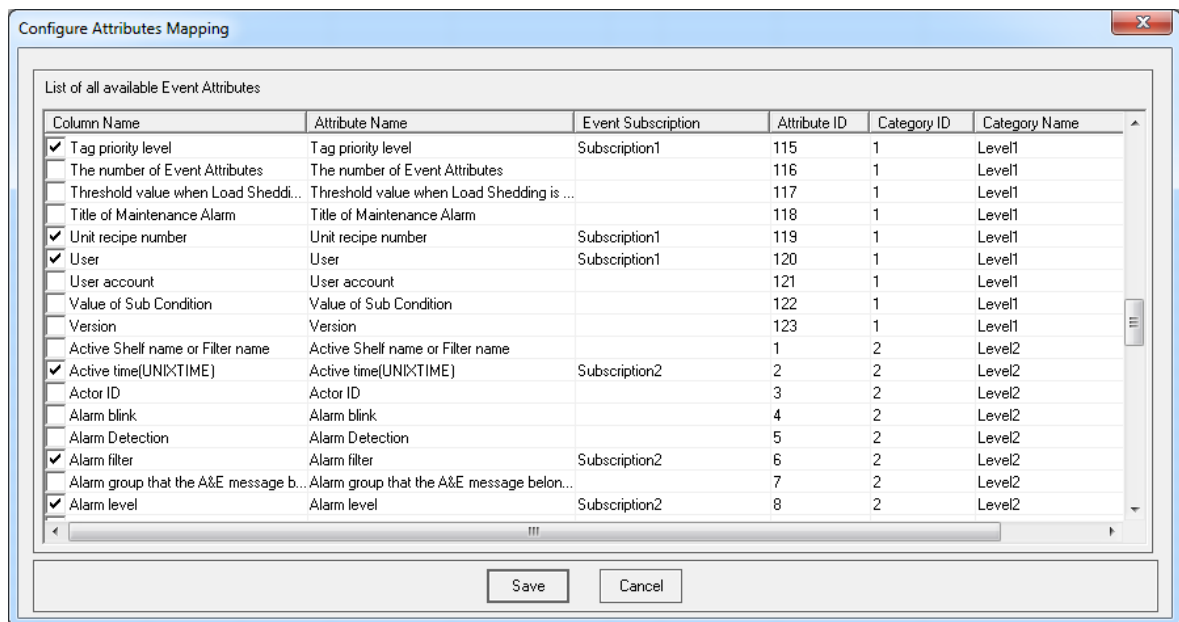 Configure Attributes Mapping
List of all available Event Attributes
Column Name Attribute Name Event Subscription Attribute ID Category ID Category Name
Tag priority level Tag priority level Subscription1 115 1 Level1
The number of Event Attributes The number of Event Attributes 116 1 Level1
Threshold value when Load Sheddi... Threshold value when Load Shedding is ... 117 1 Level1
Title of Maintenance Alarm Title of Maintenance Alarm 118 1 Level1
Unit recipe number Unit recipe number Subscription1 119 1 Level1
User User Subscription1 120 1 Level1
User account User account 121 1 Level1
Value of Sub Condition Value of Sub Condition 122 1 Level1
Version Version 123 1 Level1
Active Shelf name or Filter name Active Shelf name or Filter name 1 2 Level2
Active time(UNIXTIME) Active time(UNIXTIME) Subscription2 2 2 Level2
Actor ID Actor ID 3 2 Level2
Alarm blink Alarm blink 4 2 Level2
Alarm Detection Alarm Detection 5 2 Level2
Alarm filter Alarm filter Subscription2 6 2 Level2
Alarm group that the A&E message b... Alarm group that the A&E message belon... 7 2 Level2
Alarm level Alarm level Subscription2 8 2 Level2
Save Cancel